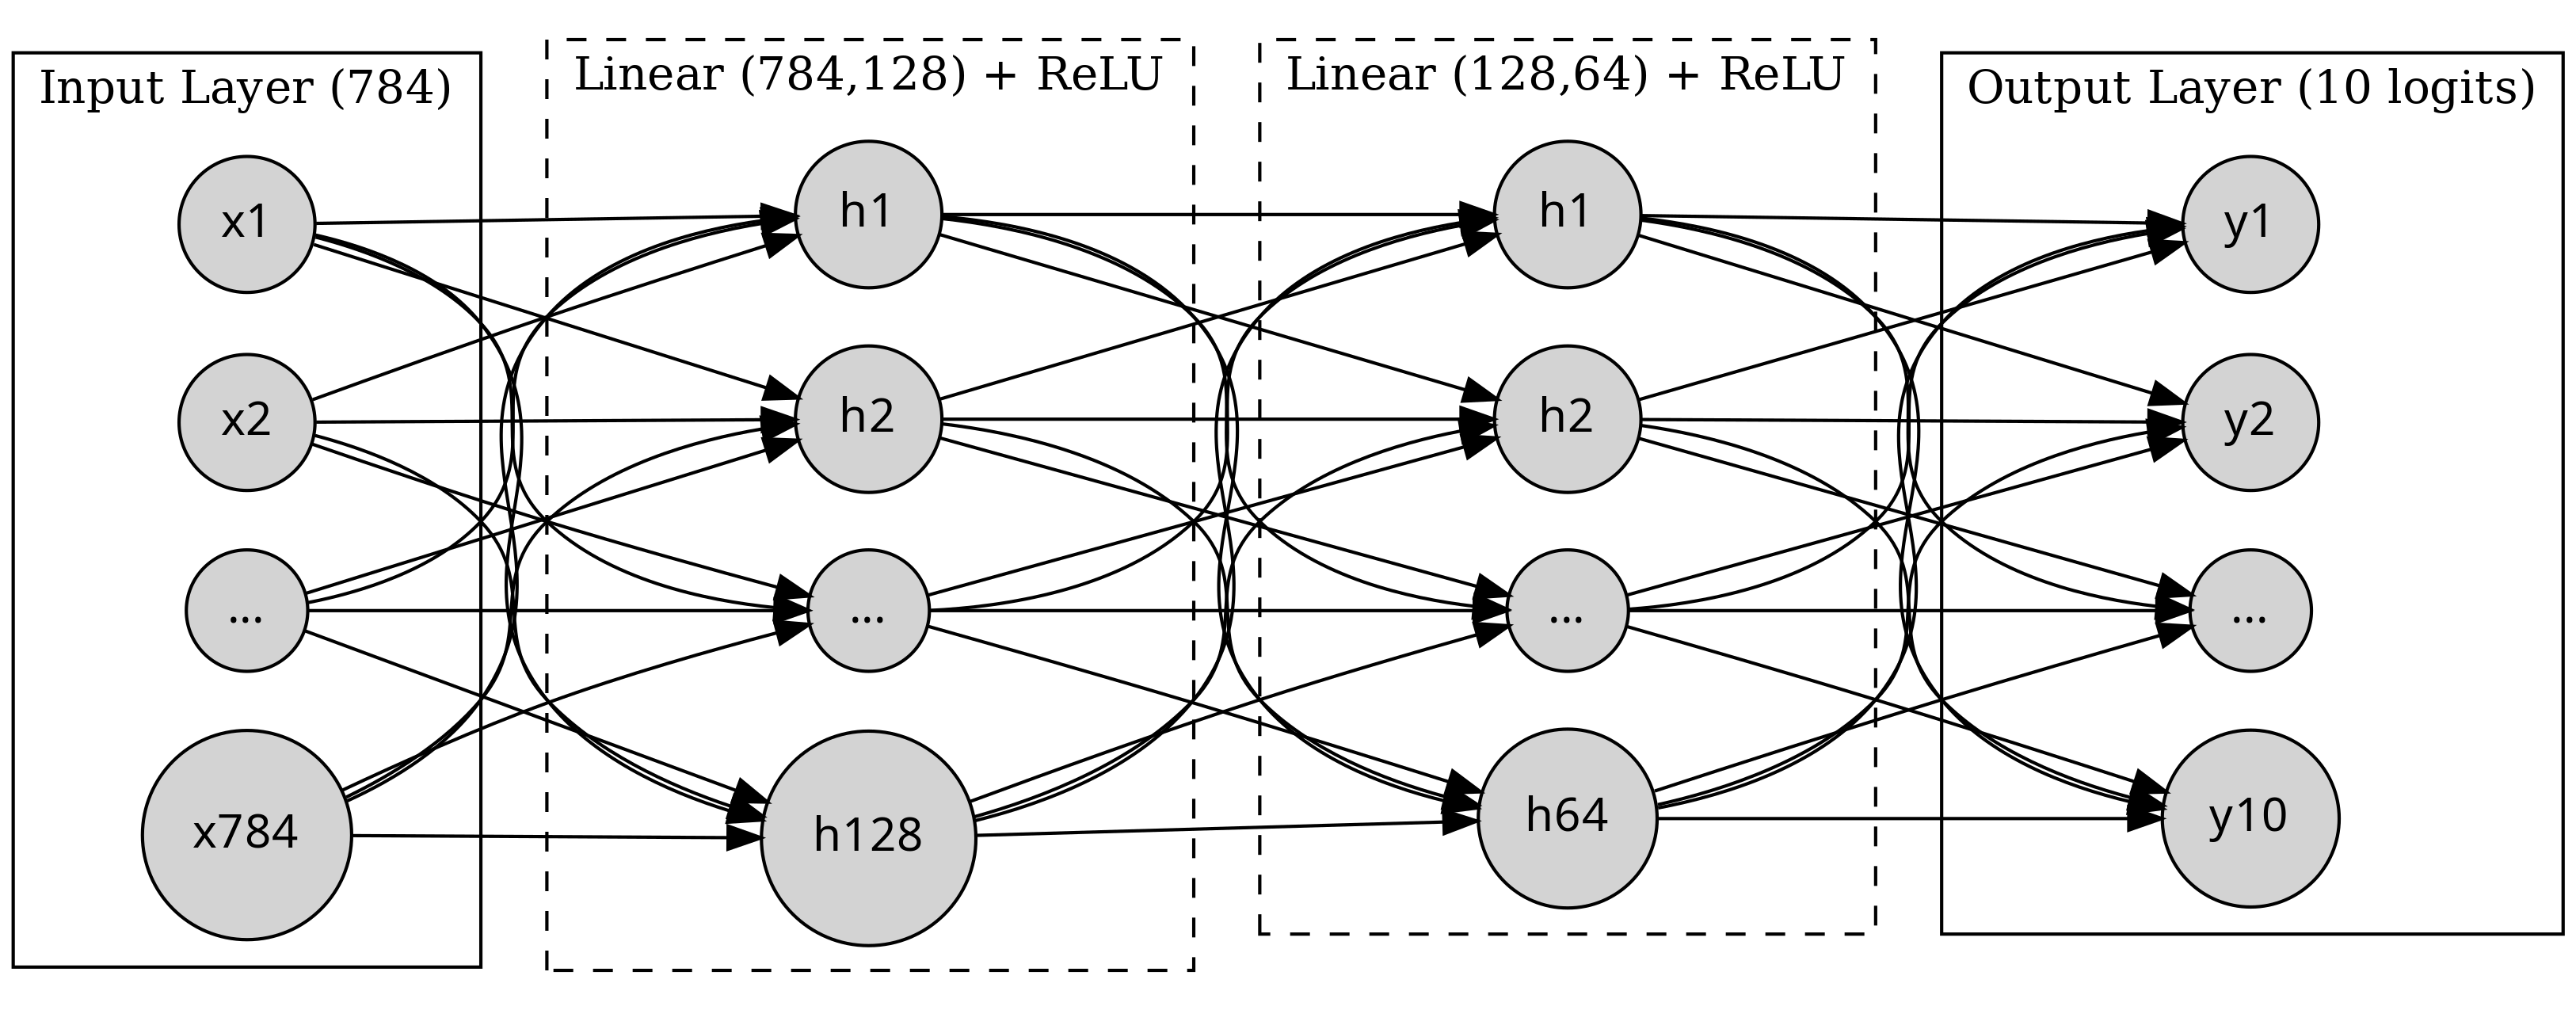 Input Layer (784)
x1
x2
...
x784
Linear (784,128) + ReLU
h1
h2
...
h128
Linear (128,64) + ReLU
h1
h2
...
h64
Output Layer (10 logits)
y1
y2
...
y10